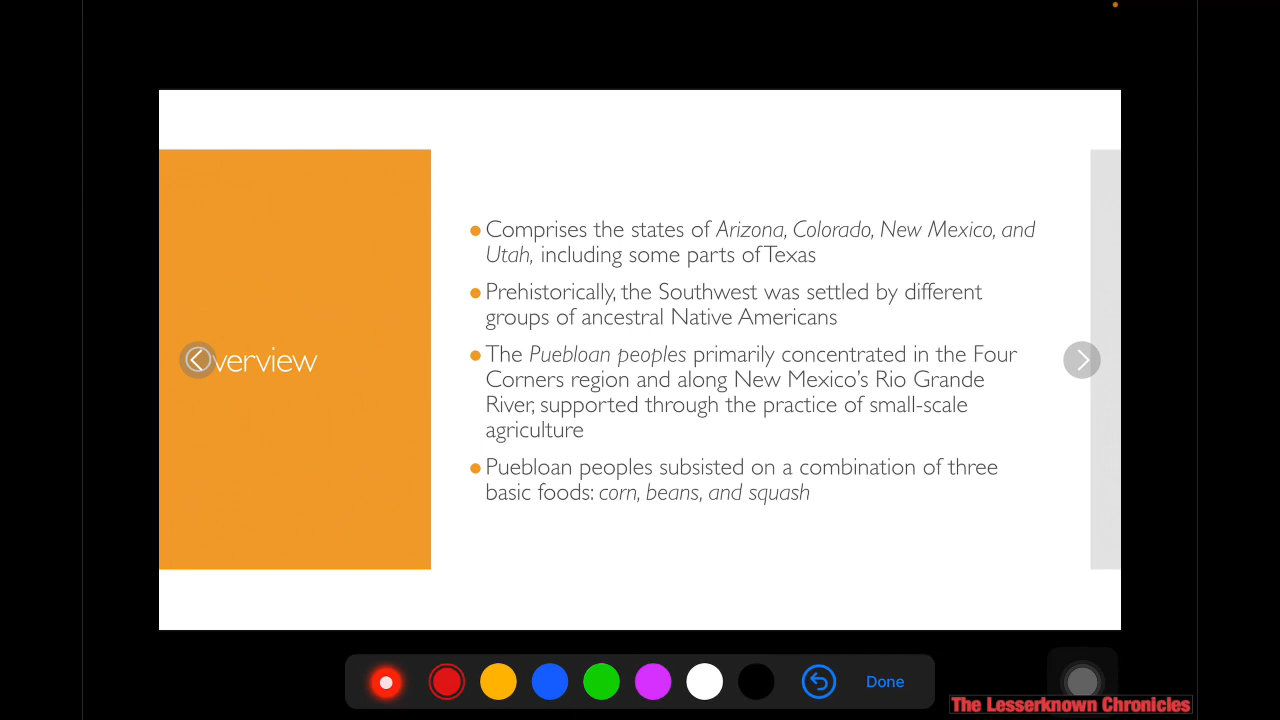 Overview
Comprises the states of Arizona, Colorado, New Mexico, and
Utah, including some parts of Texas
Prehistorically, the Southwest was settled by different
groups of ancestral Native Americans
The Puebloan peoples primarily concentrated in the Four
Corners region and along New Mexico's Rio Grande
River, supported through the practice of small-scale
agriculture
Puebloan peoples subsisted on a combination of three
basic foods: corn, beans, and squash
Done
The Lesserknown Chronicles